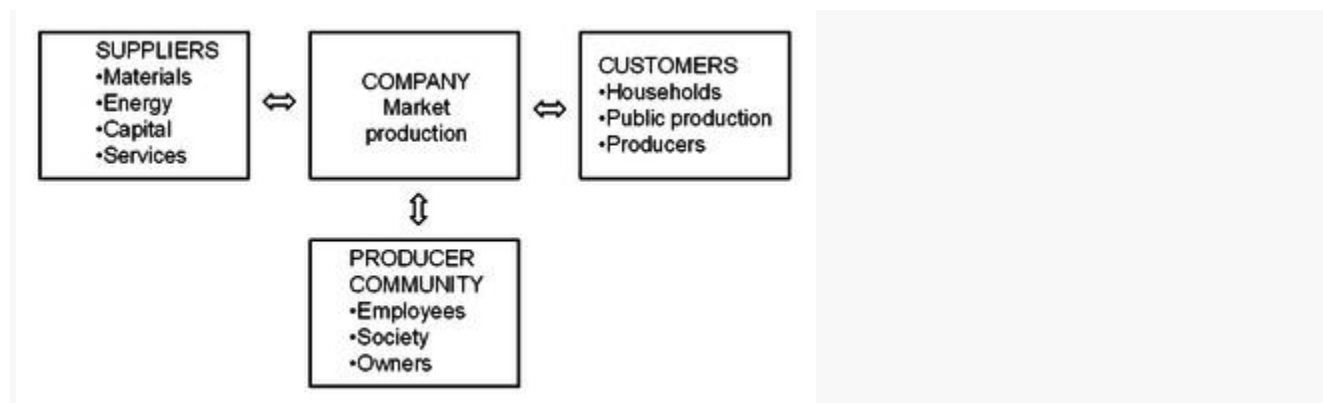 SUPPLIERS
•Materials
•Energy
•Capital
•Services
COMPANY
Market
production
CUSTOMERS
•Households
•Public production
•Producers
PRODUCER
COMMUNITY
•Employees
•Society
•Owners